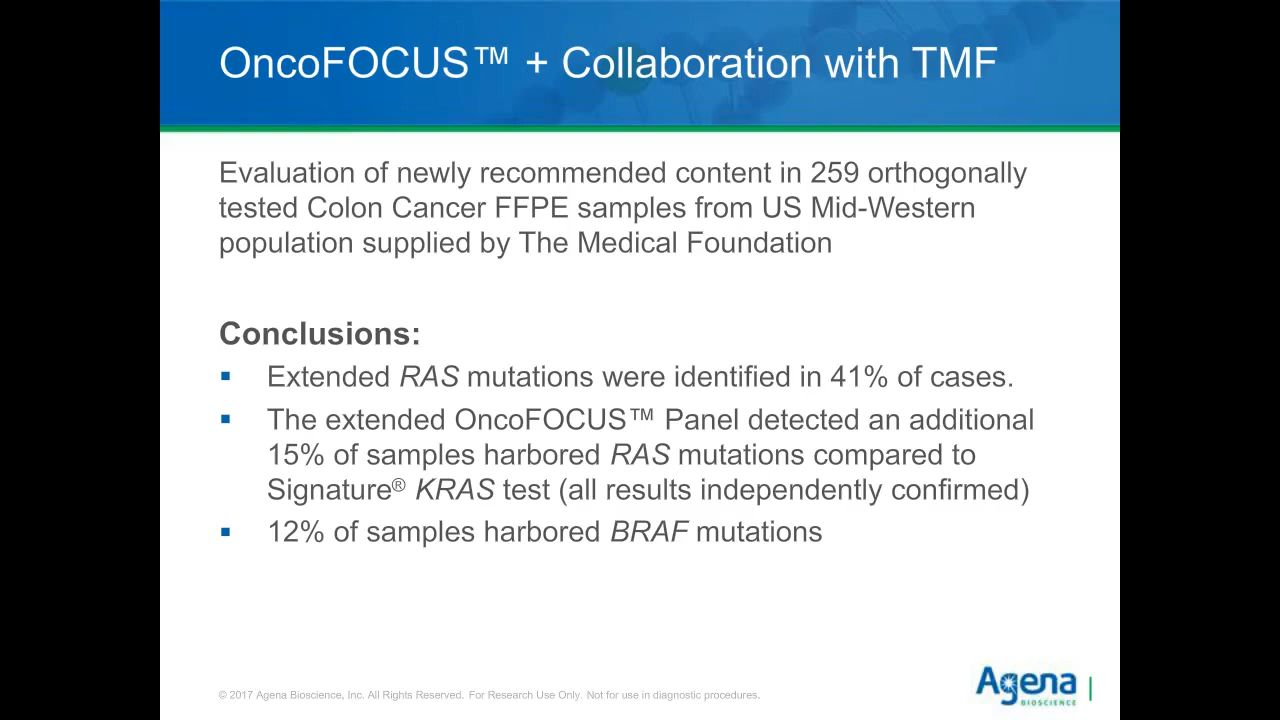 OncoFOCUS™ + Collaboration with TMF
Evaluation of newly recommended content in 259 orthogonally
tested Colon Cancer FFPE samples from US Mid-Western
population supplied by The Medical Foundation
Conclusions:
▪ Extended RAS mutations were identified in 41% of cases.
▪ The extended OncoFOCUS™ Panel detected an additional
15% of samples harbored RAS mutations compared to
Signature® KRAS test (all results independently confirmed)
▪ 12% of samples harbored BRAF mutations
© 2017 Agena Bioscience, Inc. All Rights Reserved. For Research Use Only. Not for use in diagnostic procedures.
Agena
BIOSCIENCE